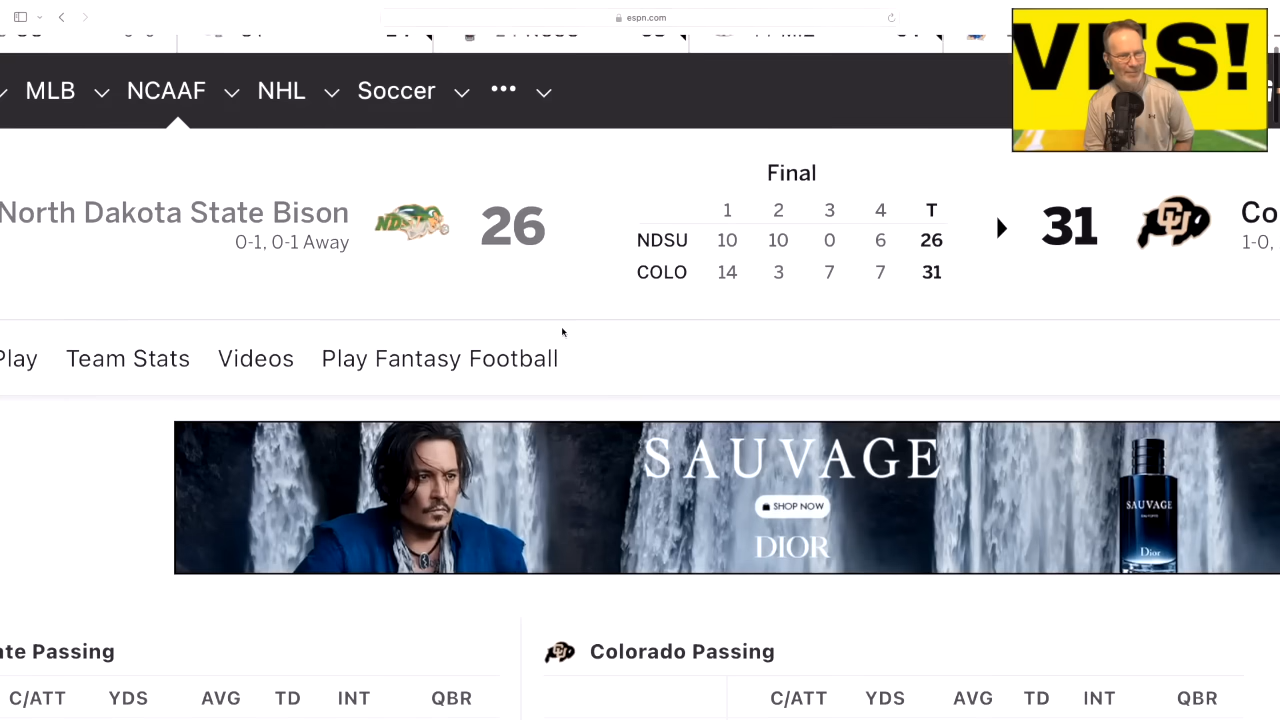 espn.com
VES!
MLB NCAAF NHL Soccer •••
Final
North Dakota State Bison 26
0-1, 0-1 Away
1 2 3 4 T
NDSU 10 10 0 6 26
COLO 14 3 7 7 31
31 Co
1-0,
Play Team Stats Videos Play Fantasy Football
SAUVAGE
SHOP NOW
DIOR
SAUVAGE
Dior
te Passing
C/ATT YDS AVG TD INT QBR
Colorado Passing
C/ATT YDS AVG TD INT QBR